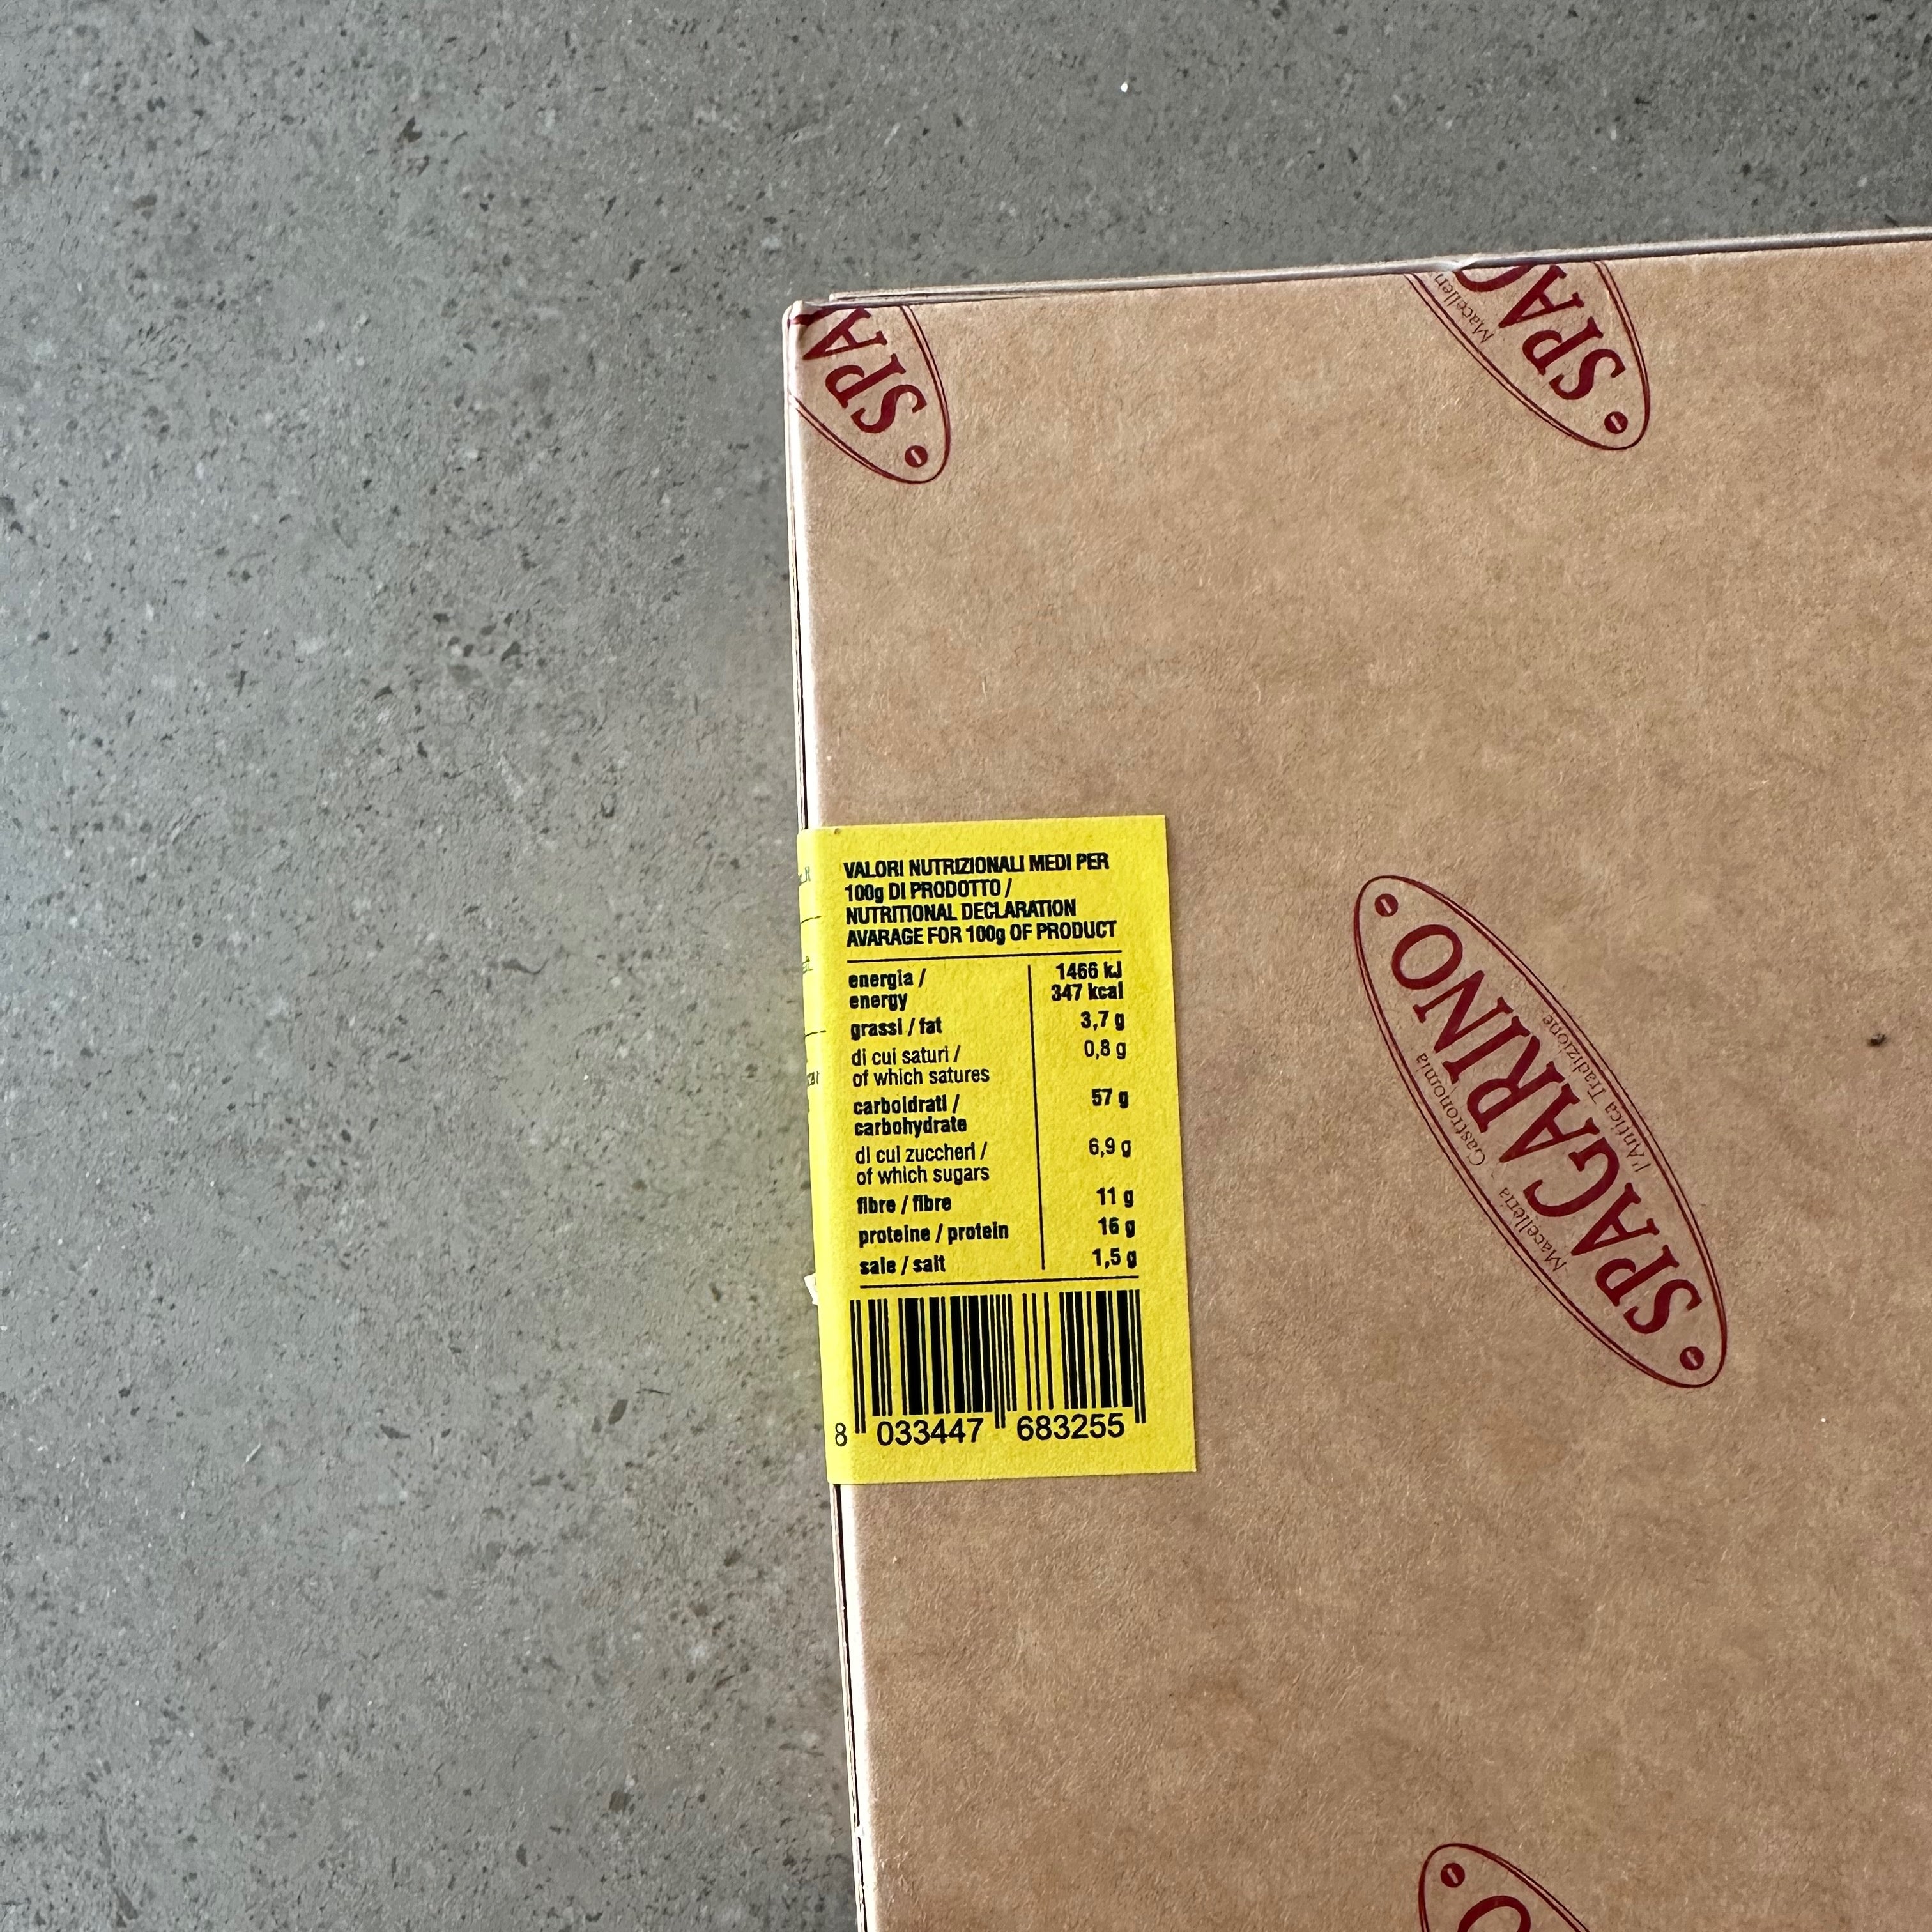 SPA
Macelleri
SPAG
VALORI NUTRIZIONALI MEDI PER
100g DI PRODOTTO /
NUTRITIONAL DECLARATION
AVARAGE FOR 100g OF PRODUCT
energia / 1466 kJ
energy 347 kcal
grassi / fat 3,7 g
di cui saturi / 0,8 g
of which satures
carboidrati / 57 g
carbohydrate
di cui zuccheri / 6,9 g
of which sugars
fibre / fibre 11 g
proteine / protein 16 g
sale / salt 1,5 g
8 033447 683255
Macelleria Gastronomia
SPAGARINO
l'Antica Tradizione
O